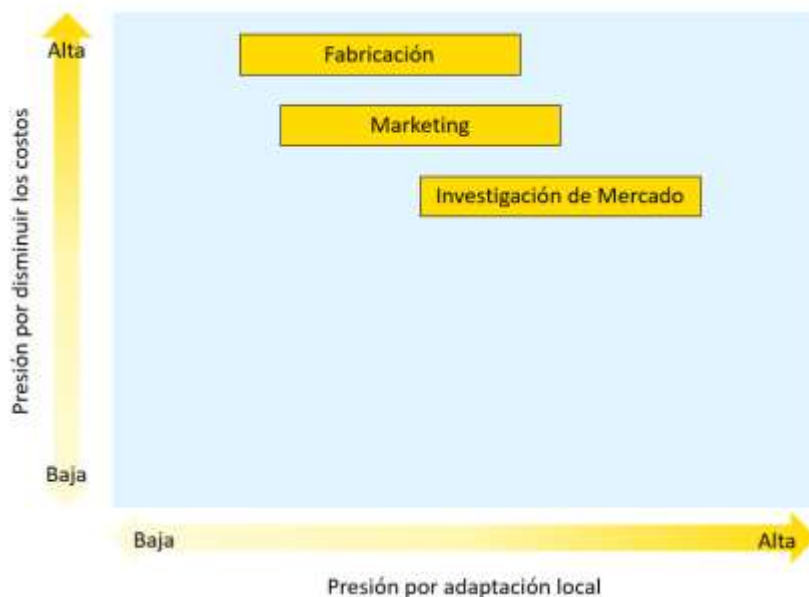 Alta
Fabricación
Marketing
Investigación de Mercado
Presión por disminuir los costos
Baja
Baja
Alta
Presión por adaptación local